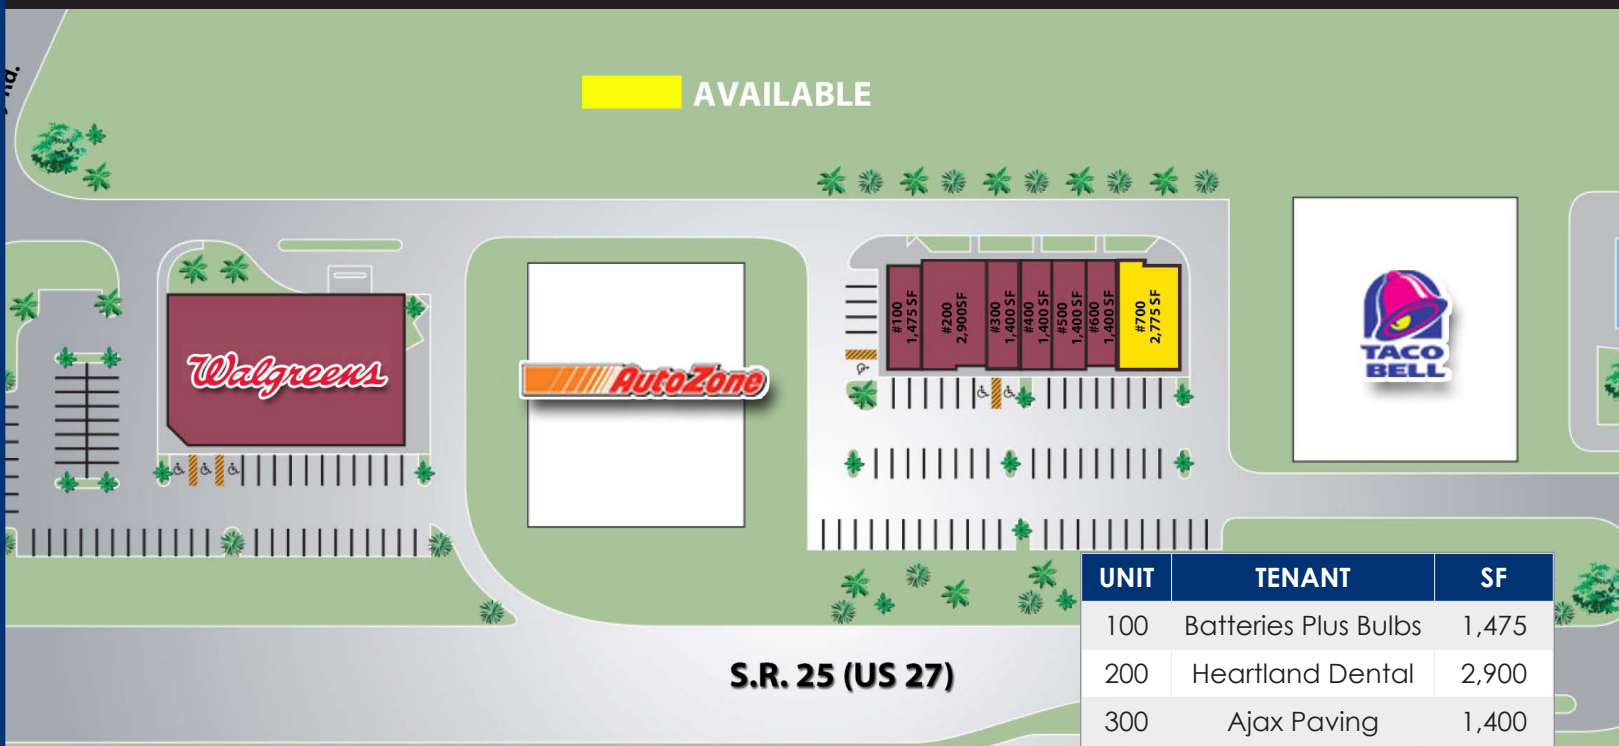 Rd.
AVAILABLE
Walgreens
AutoZone
#100
1,475 SF
#200
2,900SF
#300
1,400 SF
#400
1,400 SF
#500
1,400 SF
#600
1,400 SF
#700
2,775 SF
TACO
BELL
S.R. 25 (US 27)
UNIT TENANT SF
100 Batteries Plus Bulbs 1,475
200 Heartland Dental 2,900
300 Ajax Paving 1,400